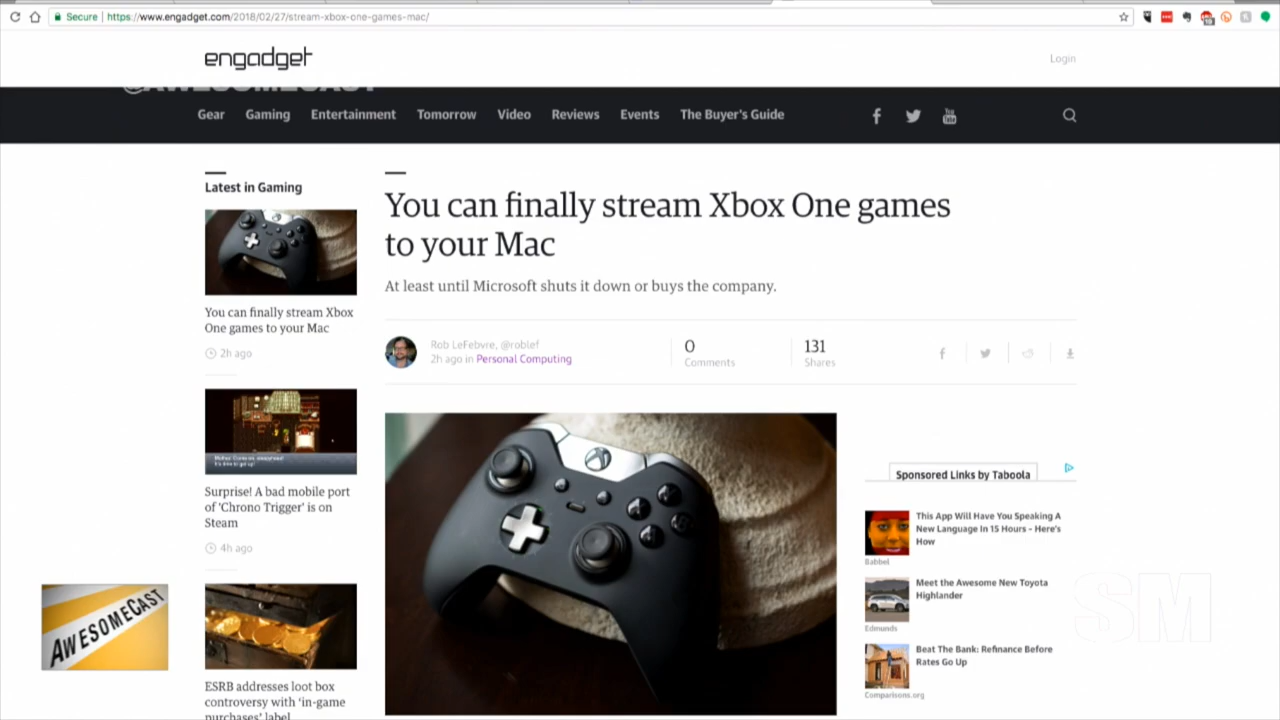 Secure https://www.engadget.com/2018/02/27/stream-xbox-one-games-mac/
engadget
Login
@AWESOMECAST
Gear Gaming Entertainment Tomorrow Video Reviews Events The Buyer's Guide
Latest in Gaming
You can finally stream Xbox
One games to your Mac
2h ago
Surprise! A bad mobile port
of 'Chrono Trigger' is on
Steam
4h ago
ESRB addresses loot box
controversy with 'in-game
purchases' label
You can finally stream Xbox One games
to your Mac
At least until Microsoft shuts it down or buys the company.
Rob LeFebvre, @roblef
2h ago in Personal Computing
0
Comments
131
Shares
Sponsored Links by Taboola
This App Will Have You Speaking A
New Language In 15 Hours - Here's
How
Babbel
Meet the Awesome New Toyota
Highlander
Edmunds
Beat The Bank: Refinance Before
Rates Go Up
Comparisons.org
AWESOMECAST
SM